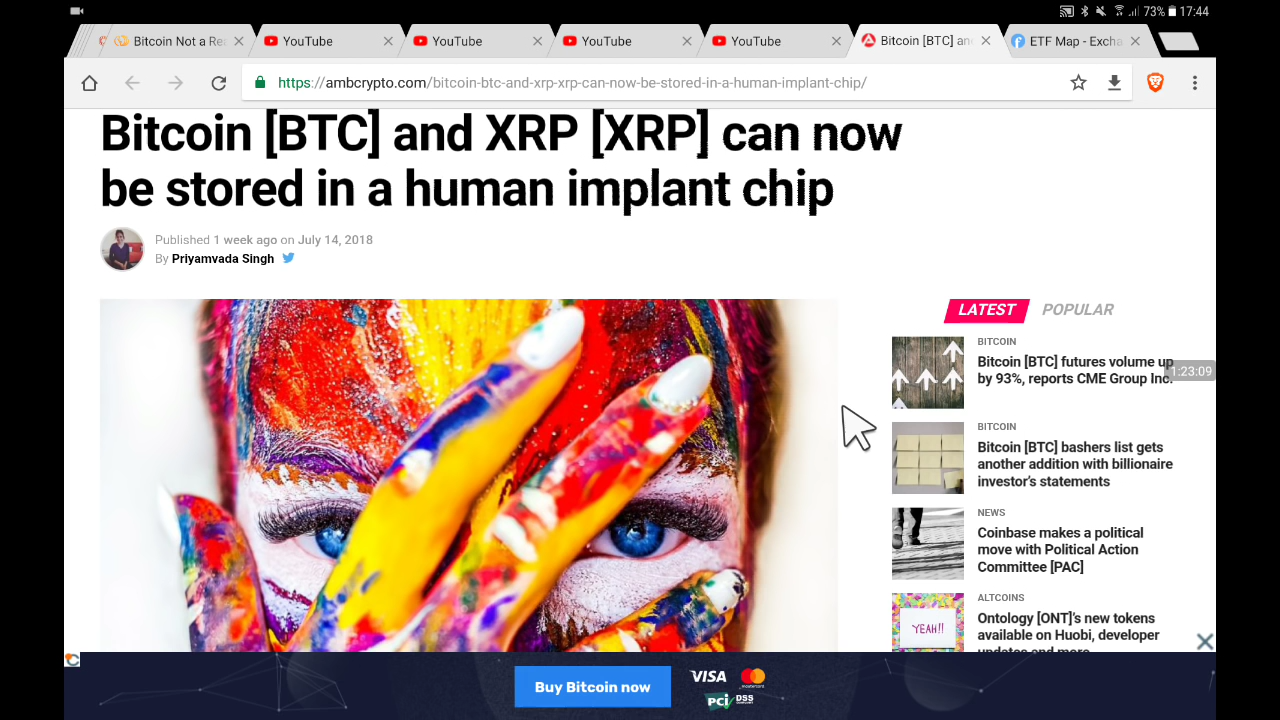 73% 17:44
Bitcoin Not a Re
YouTube
YouTube
YouTube
YouTube
Bitcoin [BTC] an
ETF Map - Excha
https://ambcrypto.com/bitcoin-btc-and-xrp-xrp-can-now-be-stored-in-a-human-implant-chip/
Bitcoin [BTC] and XRP [XRP] can now
be stored in a human implant chip
Published 1 week ago on July 14, 2018
By Priyamvada Singh
LATEST POPULAR
BITCOIN
Bitcoin [BTC] futures volume up
by 93%, reports CME Group Inc.
1:23:09
BITCOIN
Bitcoin [BTC] bashers list gets
another addition with billionaire
investor's statements
NEWS
Coinbase makes a political
move with Political Action
Committee [PAC]
ALTCOINS
YEAH!!
Ontology [ONT]'s new tokens
available on Huobi, developer
updates and more
Buy Bitcoin now
VISA
mastercard
PCI DSS